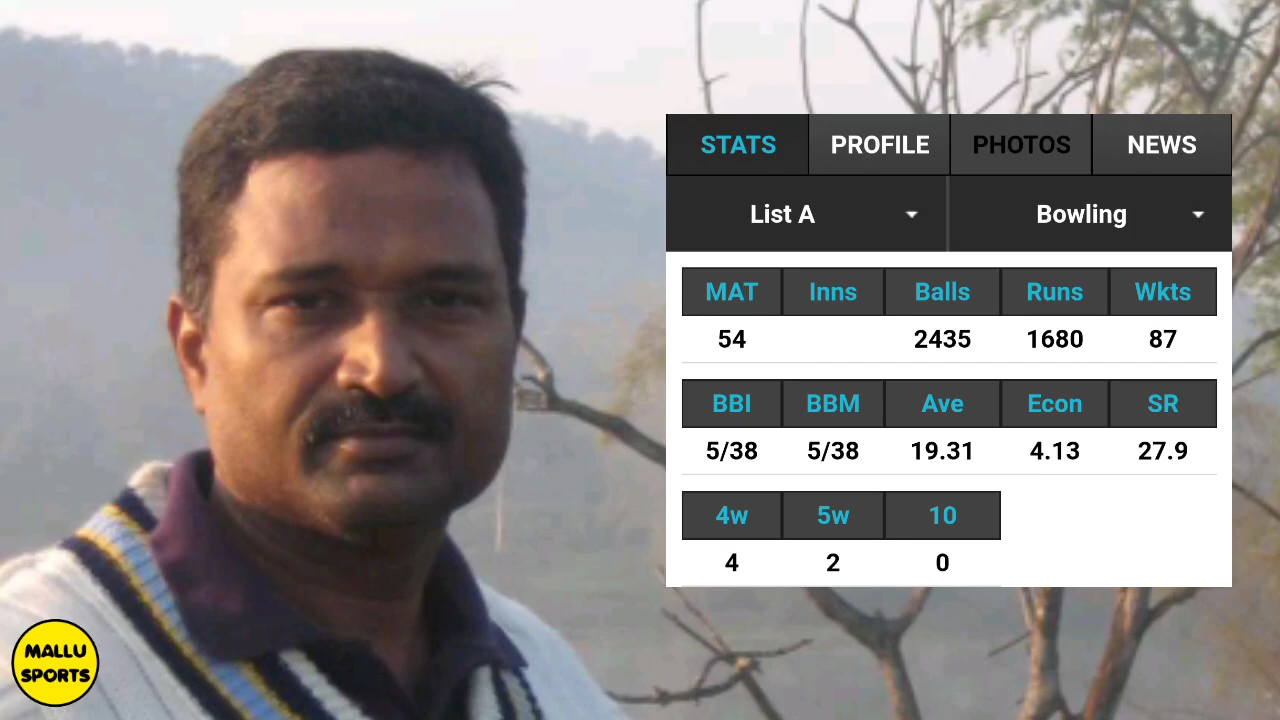 STATS PROFILE PHOTOS NEWS
List A Bowling
MAT Inns Balls Runs Wkts
54 2435 1680 87
BBI BBM Ave Econ SR
5/38 5/38 19.31 4.13 27.9
4w 5w 10
4 2 0
MALLU
SPORTS